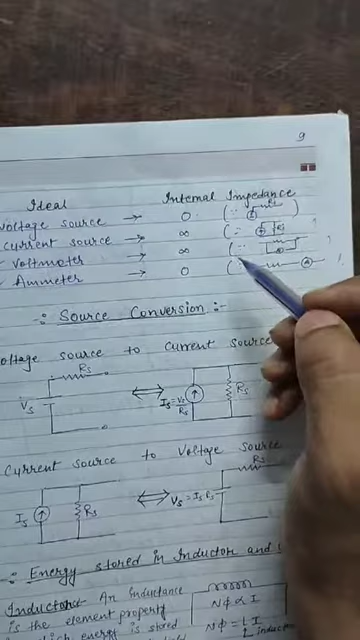 9
Ideal Internal Impedance
Voltage source → 0 (∵ Ri )
Current source → ∞ (∵ )
Voltmeter → ∞ (∵
Ammeter → 0 (∵ A
:- Source Conversion :-
Voltage source to Current source
Rs
Vs ⟺ Is = Vs/Rs Rs
Current source to Voltage source
Rs
Is Rs ⟺ Vs = Is Rs
:- Energy stored in Inductor and
Inductor An inductance
is the element property
which energy is stored
Nϕ ∝ I
Nϕ = LI
L Inductance